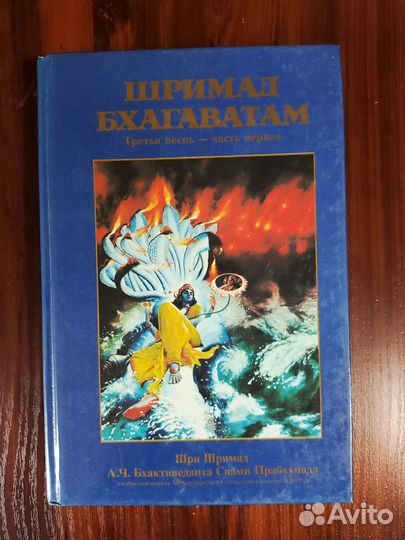 ШРИМАД
БХАГАВАТАМ
Третья песнь — часть первая
Шри Шримад
А.Ч. Бхактиведанта Свами Прабхупада
Avito